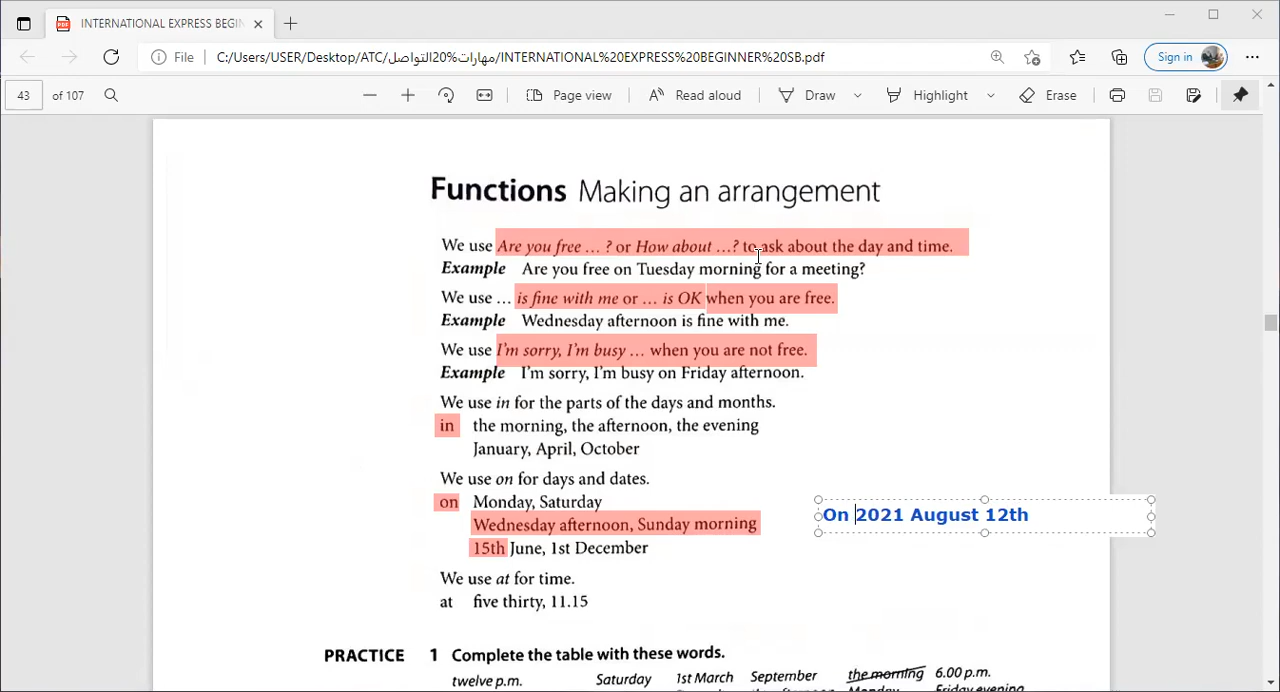 INTERNATIONAL EXPRESS BEGIN
File
C:/Users/USER/Desktop/ATC/مهارات%20التواصل/INTERNATIONAL%20EXPRESS%20BEGINNER%20SB.pdf
Sign in
43 of 107
Page view
Read aloud
Draw
Highlight
Erase
Functions Making an arrangement
We use Are you free … ? or How about …? to ask about the day and time.
Example Are you free on Tuesday morning for a meeting?
We use … is fine with me or … is OK when you are free.
Example Wednesday afternoon is fine with me.
We use I'm sorry, I'm busy … when you are not free.
Example I'm sorry, I'm busy on Friday afternoon.
We use in for the parts of the days and months.
in the morning, the afternoon, the evening
January, April, October
We use on for days and dates.
on Monday, Saturday
Wednesday afternoon, Sunday morning
15th June, 1st December
On 2021 August 12th
We use at for time.
at five thirty, 11.15
PRACTICE 1 Complete the table with these words.
twelve p.m. Saturday 1st March September the morning 6.00 p.m.
Monday Friday evening